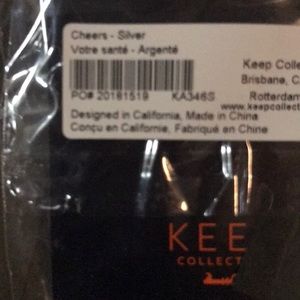 Cheers - Silver
Votre santé - Argenté
Keep Colle
Brisbane, C
PO# 20161519 KA346S Rotterdam
www.keepcollect
Designed in California, Made in China
Conçu en Californie, Fabriqué en Chine
KEE
COLLECT